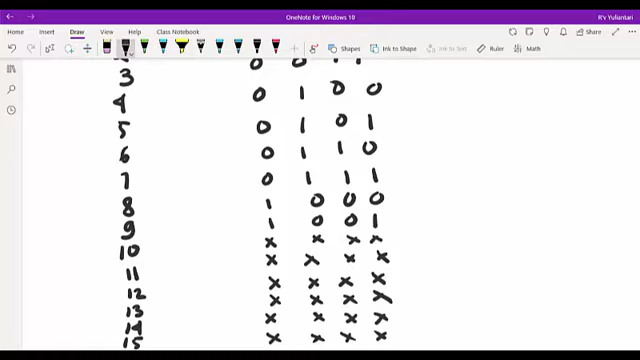 OneNote for Windows 10
R's Yuliantari
Home Insert Draw View Help Class Notebook
Share
Shapes Ink to Shape Ink to Text Ruler Math
3 0 0
4 0 1 0 0
5 0 1 0 1
6 0 1 1 0
7 0 1 1 1
8 1 0 0 0
9 1 0 0 1
10 x x x x
11 x x x x
12 x x x x
13 x x x x
14 x x x x
15 x x x x